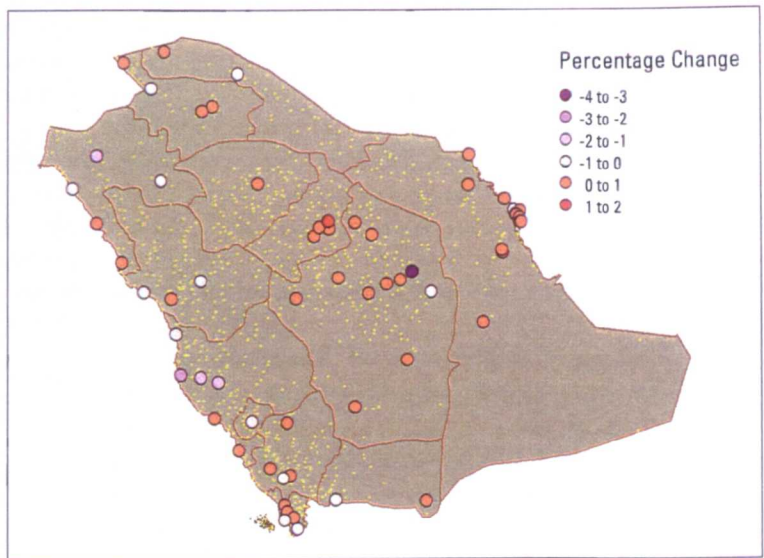 Percentage Change
-4 to -3
-3 to -2
-2 to -1
-1 to 0
0 to 1
1 to 2